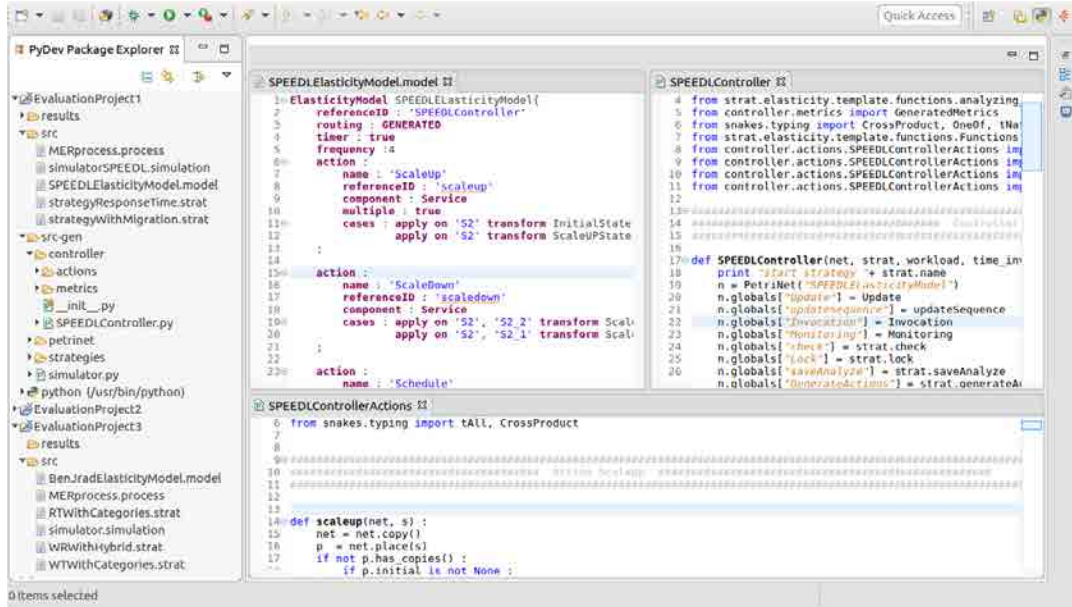 Quick Access
PyDev Package Explorer
EvaluationProject1
results
src
MERprocess.process
simulatorSPEEDL.simulation
SPEEDLElasticityModel.model
strategyResponseTime.strat
strategyWithMigration.strat
src-gen
controller
actions
metrics
__init__.py
SPEEDLController.py
petrinet
strategies
simulator.py
python (/usr/bin/python)
EvaluationProject2
EvaluationProject3
results
src
BenJradElasticityModel.model
MERprocess.process
RTWithCategories.strat
simulator.simulation
WRWithHybrid.strat
WTWithCategories.strat
SPEEDLElasticityModel.model
1 ElasticityModel SPEEDLELasticityModel{
2 referenceID : 'SPEEDLController'
3 routing : GENERATED
4 timer : true
5 frequency :4
6 action :
7 name : 'ScaleUp'
8 referenceID : 'scaleup'
9 component : Service
10 multiple : true
11 cases : apply on 'S2' transform InitialState
12 apply on 'S2' transform ScaleUPState
13 ;
14
15 action :
16 name : 'ScaleDown'
17 referenceID : 'scaledown'
18 component : Service
19 cases : apply on 'S2', 'S2_2' transform Scal
20 apply on 'S2', 'S2_1' transform Scal
21 ;
22
23 action :
name : 'Schedule'
SPEEDLController
4 from strat.elasticity.template.functions.analyzing
5 from controller.metrics import GeneratedMetrics
6 from snakes.typing import CrossProduct, OneOf, tNa
7 from strat.elasticity.template.functions.Functions
8 from controller.actions.SPEEDLControllerActions imp
9 from controller.actions.SPEEDLControllerActions imp
10 from controller.actions.SPEEDLControllerActions imp
11 from controller.actions.SPEEDLControllerActions imp
12
13
14 Controller
15
16
17 def SPEEDLController(net, strat, workload, time_inv
18 print "start strategy "+ strat.name
19 n = PetriNet("SPEEDLElasticityModel")
20 n.globals["Update"] = Update
21 n.globals["updatesequence"] = updateSequence
22 n.globals["Invocation"] = Invocation
23 n.globals["Monitoring"] = Monitoring
24 n.globals["check"] = strat.check
25 n.globals["Lock"] = strat.lock
26 n.globals["saveAnalyze"] = strat.saveAnalyze
n.globals["GenerateActions"] = strat.generateAc
SPEEDLControllerActions
6 from snakes.typing import tAll, CrossProduct
7
8
9
10 Action Scaleup
11
12
13
14 def scaleup(net, s) :
15 net = net.copy()
16 p = net.place(s)
17 if not p.has_copies() :
if p.initial is not None :
0 items selected